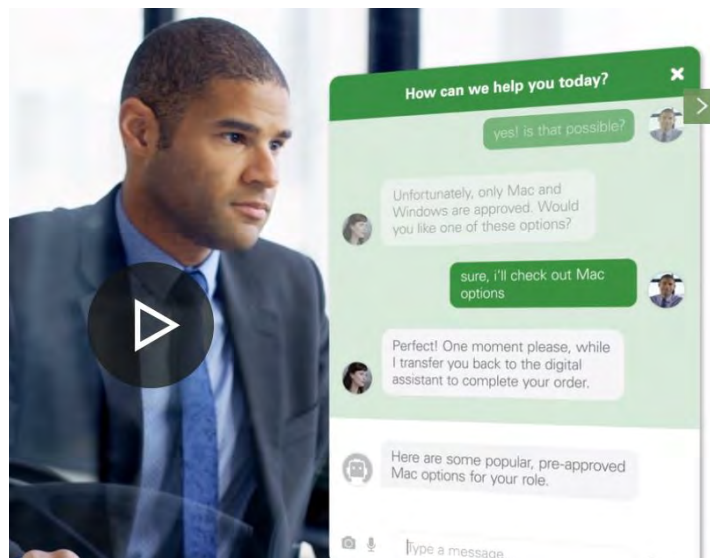 How can we help you today?
yes! is that possible?
Unfortunately, only Mac and
Windows are approved. Would
you like one of these options?
sure, i'll check out Mac
options
Perfect! One moment please, while
I transfer you back to the digital
assistant to complete your order.
Here are some popular, pre-approved
Mac options for your role.
Type a message